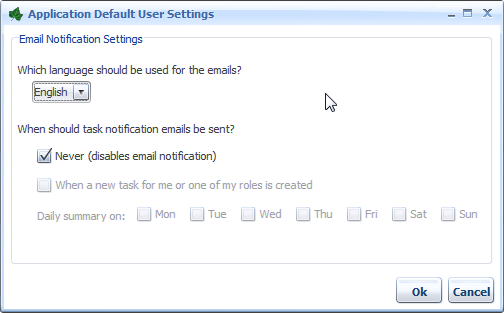 Application Default User Settings
Email Notification Settings
Which language should be used for the emails?
English
When should task notification emails be sent?
Never (disables email notification)
When a new task for me or one of my roles is created
Daily summary on: Mon Tue Wed Thu Fri Sat Sun
Ok Cancel